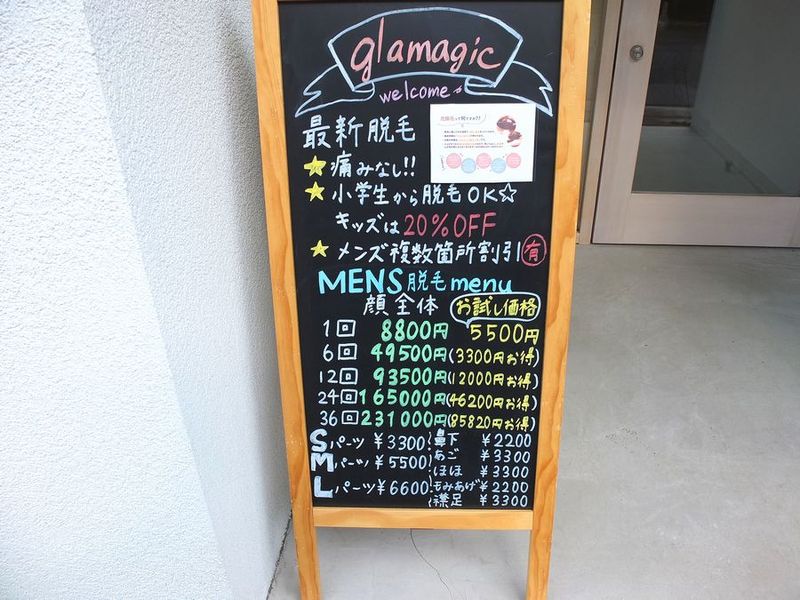 glamagic
welcome
最新脱毛
★痛みなし!!
★小学生から脱毛OK☆
キッズは20%OFF
★メンズ複数箇所割引有
MENS脱毛menu
顔全体 お試し価格
1回 8800円 5500円
6回 49500円(3300円お得)
12回 93500円(12000円お得)
24回 165000円(46200円お得)
36回 231000円(85820円お得)
Sパーツ ¥3300
Mパーツ ¥5500
Lパーツ ¥6600
鼻下 ¥2200
あご ¥3300
ほほ ¥3300
もみあげ ¥2200
襟足 ¥3300